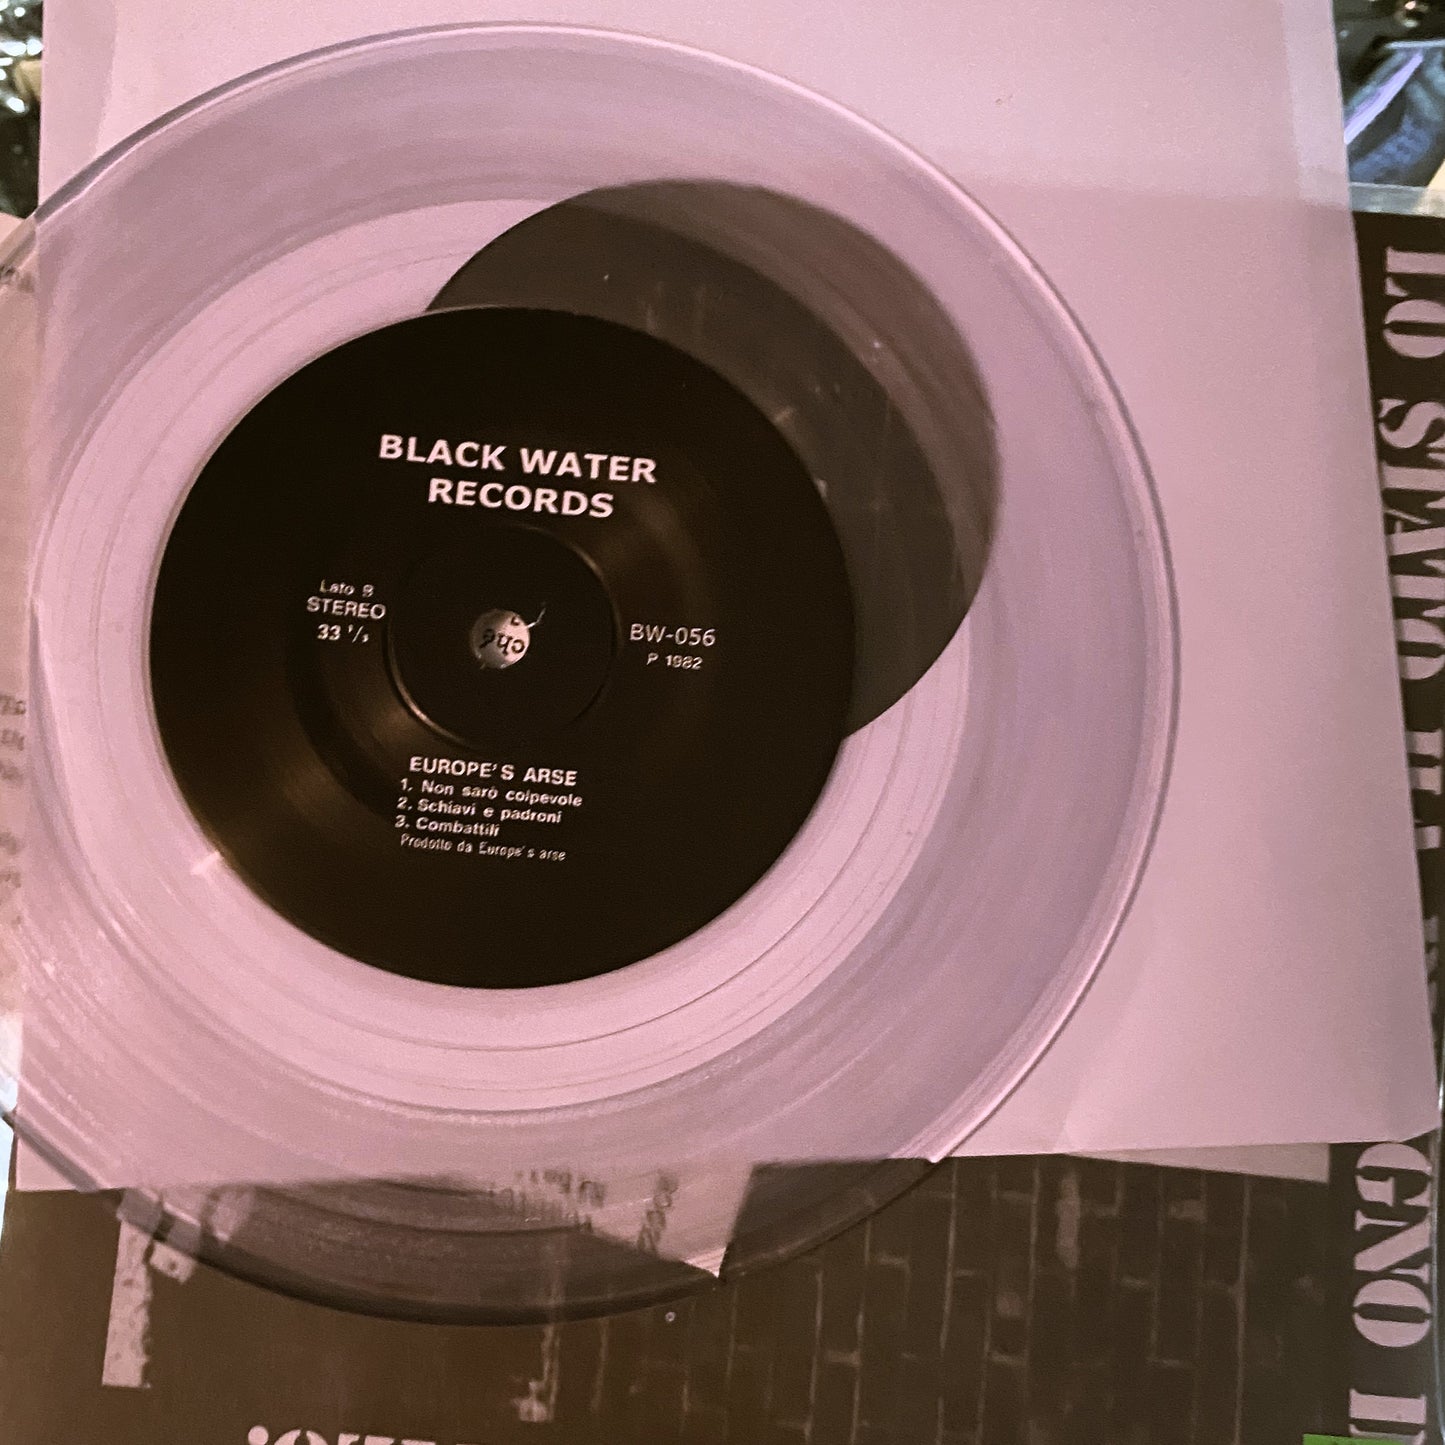 BLACK WATER
RECORDS
Lato B
STEREO
33 ¹/₃
BW-056
P 1982
EUROPE'S ARSE
1. Non sarò colpevole
2. Schiavi e padroni
3. Combattili
Prodotto da Europe's arse
ché
LO STATO HA